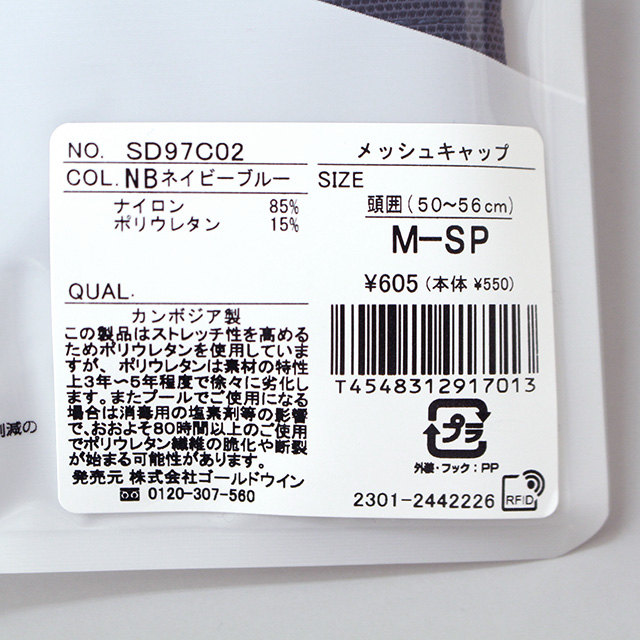 NO. SD97C02
メッシュキャップ
COL. NBネイビーブルー
SIZE
ナイロン 85%
ポリウレタン 15%
頭囲(50～56cm)
M-SP
QUAL.
¥605(本体 ¥550)
カンボジア製
この製品はストレッチ性を高める
ためポリウレタンを使用しています
が、ポリウレタンは素材の特性
上3年～5年程度で徐々に劣化し
ます。またプールでご使用になる
場合は消毒用の塩素剤等の影響
で、おおよそ80時間以上のご使用
でポリウレタン繊維の脆化や断裂
が始まる可能性があります。
発売元 株式会社ゴールドウイン
0120-307-560
T4548312917013
プラ
外装・フック:PP
2301-2442226
RFID
削減の